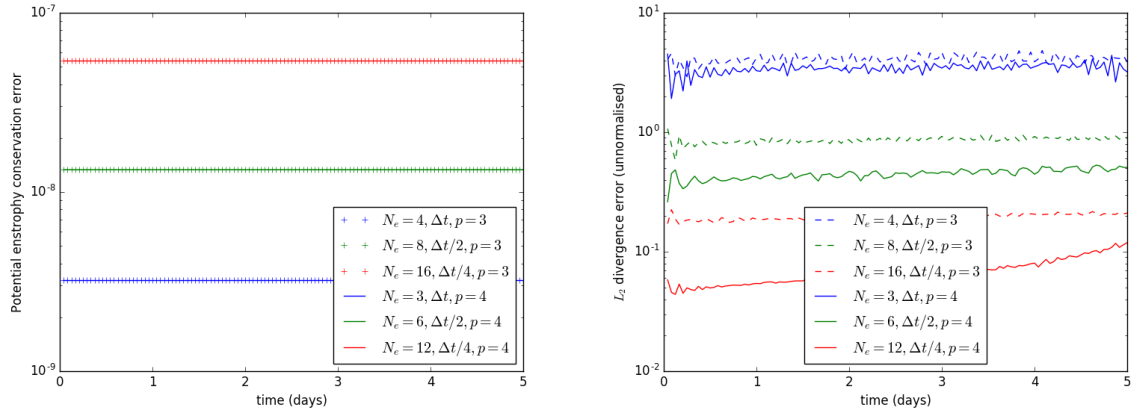 Potential enstrophy conservation error
10^-7
10^-8
10^-9
0 1 2 3 4 5
time (days)
N_e = 4, Δt, p = 3
N_e = 8, Δt/2, p = 3
N_e = 16, Δt/4, p = 3
N_e = 3, Δt, p = 4
N_e = 6, Δt/2, p = 4
N_e = 12, Δt/4, p = 4
L_2 divergence error (unnormalised)
10^1
10^0
10^-1
10^-2
0 1 2 3 4 5
time (days)
N_e = 4, Δt, p = 3
N_e = 8, Δt/2, p = 3
N_e = 16, Δt/4, p = 3
N_e = 3, Δt, p = 4
N_e = 6, Δt/2, p = 4
N_e = 12, Δt/4, p = 4